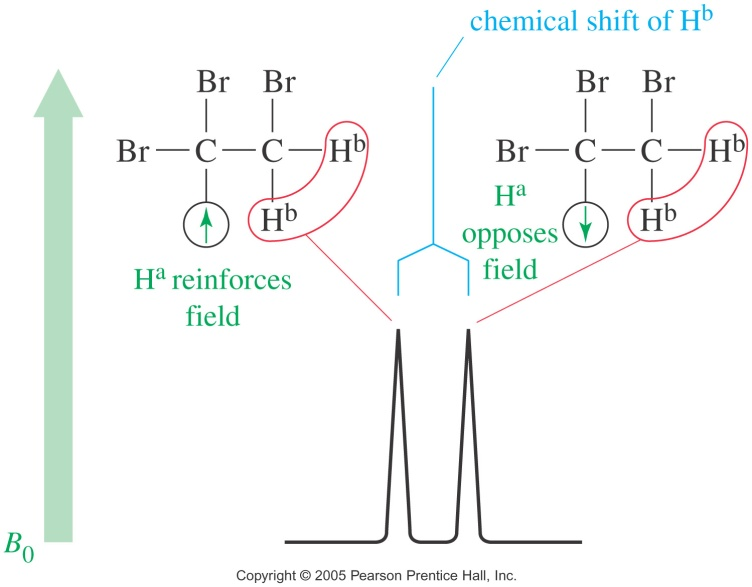 chemical shift of Hᵇ
Br Br
Br C C Hᵇ
Hᵇ
Hᵃ reinforces
field
Br Br
Br C C Hᵇ
Hᵃ
opposes
field
Hᵇ
B₀
Copyright © 2005 Pearson Prentice Hall, Inc.